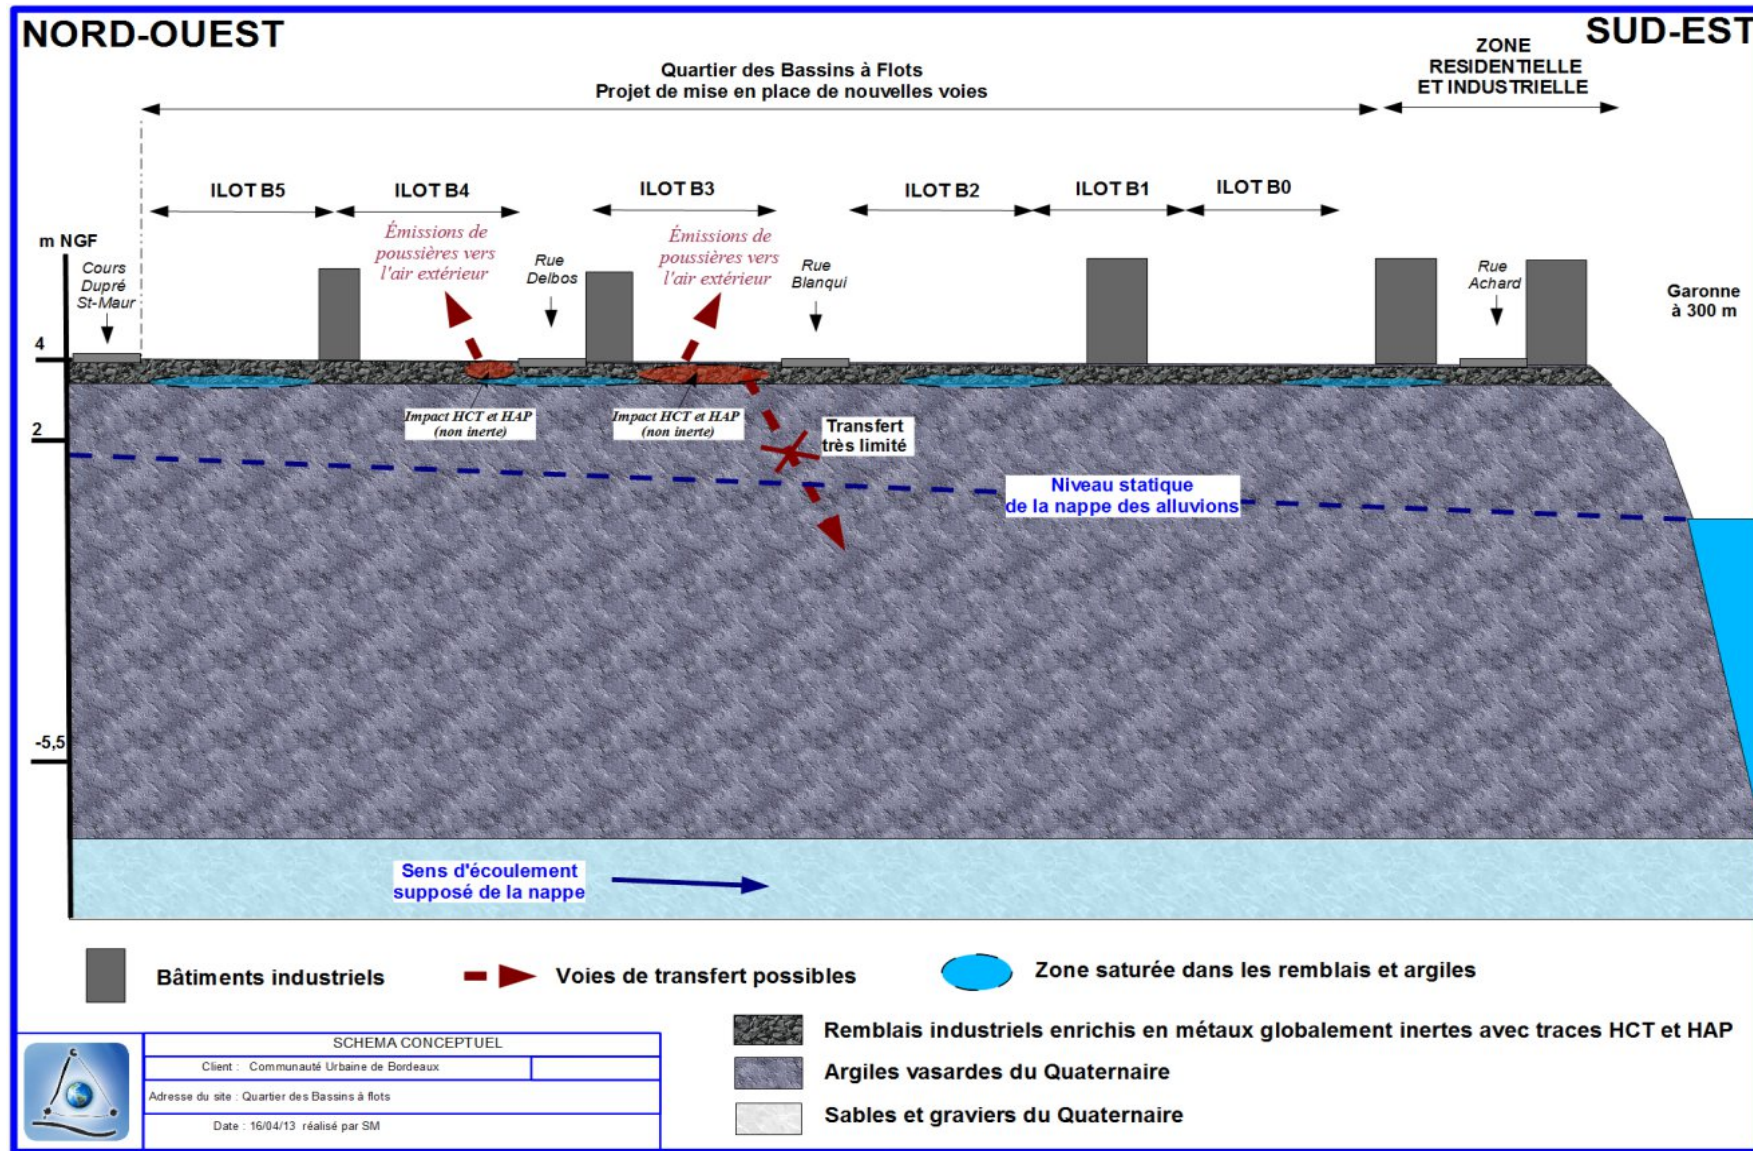 NORD-OUEST
SUD-EST
Quartier des Bassins à Flots
Projet de mise en place de nouvelles voies
ZONE
RESIDENTIELLE
ET INDUSTRIELLE
ILOT B5
ILOT B4
ILOT B3
ILOT B2
ILOT B1
ILOT B0
m NGF
Cours
Dupré
St-Maur
Émissions de
poussières vers
l'air extérieur
Rue
Delbos
Émissions de
poussières vers
l'air extérieur
Rue
Blanqui
Rue
Achard
Garonne
à 300 m
4
Impact HCT et HAP
(non inerte)
Impact HCT et HAP
(non inerte)
2
Transfert
très limité
Niveau statique
de la nappe des alluvions
-5,5
Sens d'écoulement
supposé de la nappe
Bâtiments industriels
Voies de transfert possibles
Zone saturée dans les remblais et argiles
Remblais industriels enrichis en métaux globalement inertes avec traces HCT et HAP
Argiles vasardes du Quaternaire
Sables et graviers du Quaternaire
SCHEMA CONCEPTUEL
Client : Communauté Urbaine de Bordeaux
Adresse du site : Quartier des Bassins à flots
Date : 16/04/13 réalisé par SM